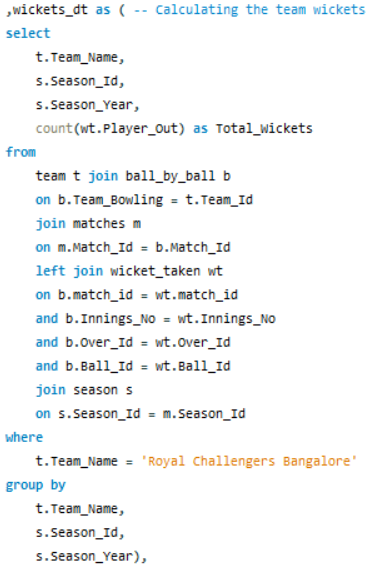 ,wickets_dt as ( -- Calculating the team wickets
select
t.Team_Name,
s.Season_Id,
s.Season_Year,
count(wt.Player_Out) as Total_Wickets
from
team t join ball_by_ball b
on b.Team_Bowling = t.Team_Id
join matches m
on m.Match_Id = b.Match_Id
left join wicket_taken wt
on b.match_id = wt.match_id
and b.Innings_No = wt.Innings_No
and b.Over_Id = wt.Over_Id
and b.Ball_Id = wt.Ball_Id
join season s
on s.Season_Id = m.Season_Id
where
t.Team_Name = 'Royal Challengers Bangalore'
group by
t.Team_Name,
s.Season_Id,
s.Season_Year),